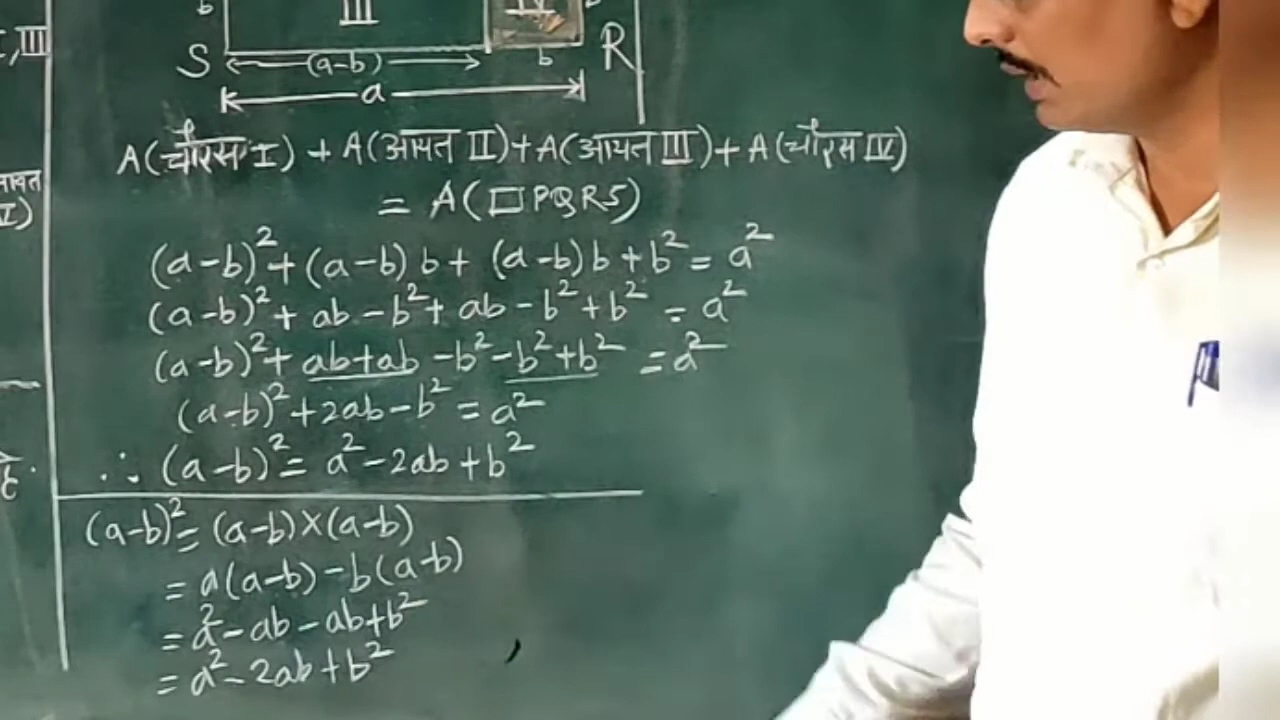 I, III
b III IV b
S (a-b) b R
a
A(चौरस I) + A(आयत II) + A(आयत III) + A(चौरस IV)
= A(□PQRS)
(a-b)² + (a-b) b + (a-b) b + b² = a²
(a-b)² + ab - b² + ab - b² + b² = a²
(a-b)² + ab + ab - b² - b² + b² = a²
(a-b)² + 2ab - b² = a²
∴ (a-b)² = a² - 2ab + b²
(a-b)² = (a-b) × (a-b)
= a(a-b) - b(a-b)
= a² - ab - ab + b²
= a² - 2ab + b²